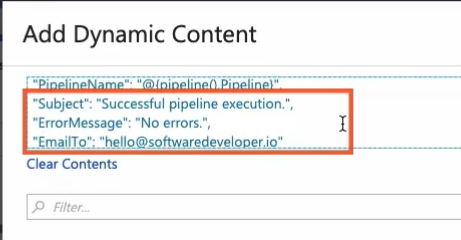 Add Dynamic Content
"PipelineName": "@{pipeline().Pipeline}",
"Subject": "Successful pipeline execution.",
"ErrorMessage": "No errors.",
"EmailTo": "hello@softwaredeveloper.io"
Clear Contents
Filter...